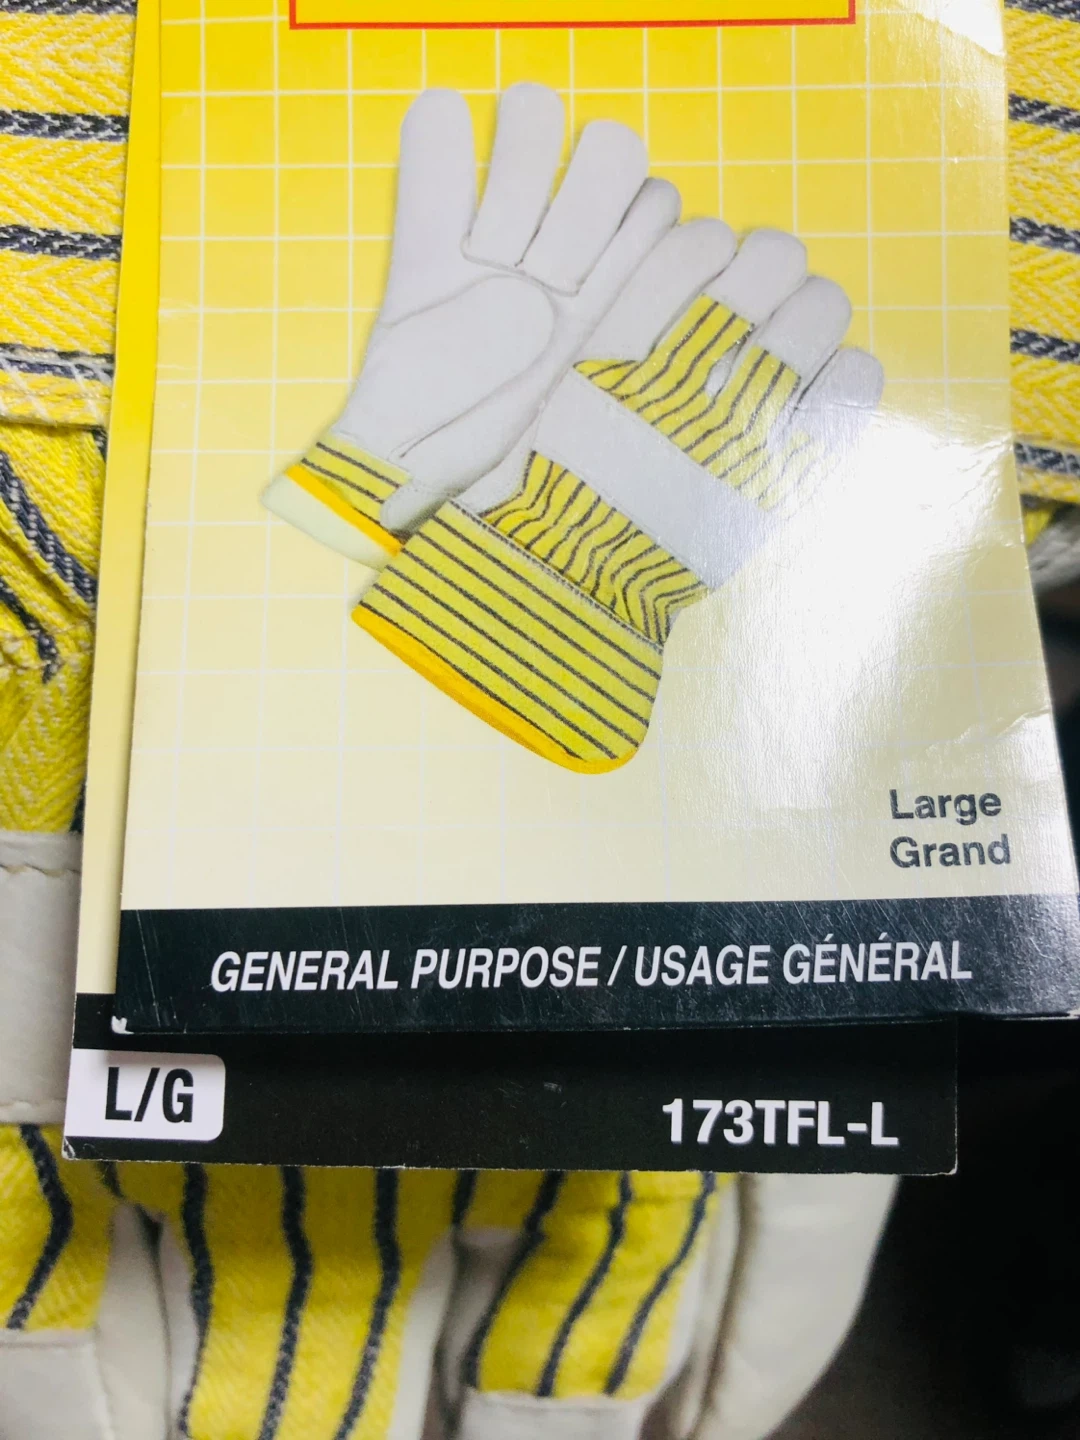 Large
Grand
GENERAL PURPOSE / USAGE GÉNÉRAL
L/G
173TFL-L